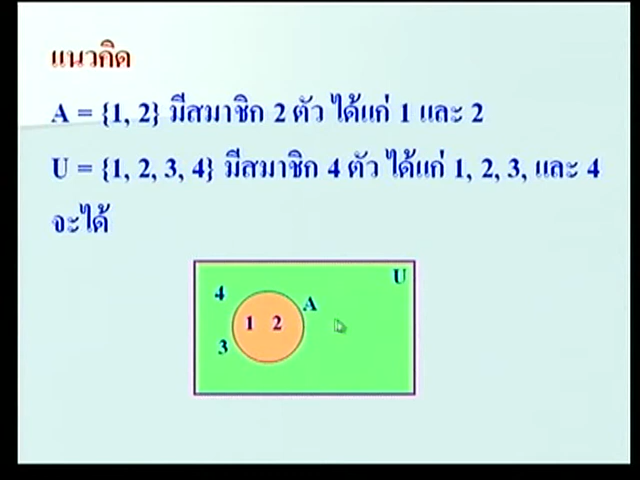 แนวคิด
A = {1, 2} มีสมาชิก 2 ตัว ได้แก่ 1 และ 2
U = {1, 2, 3, 4} มีสมาชิก 4 ตัว ได้แก่ 1, 2, 3, และ 4
จะได้
U
4
A
1 2
3